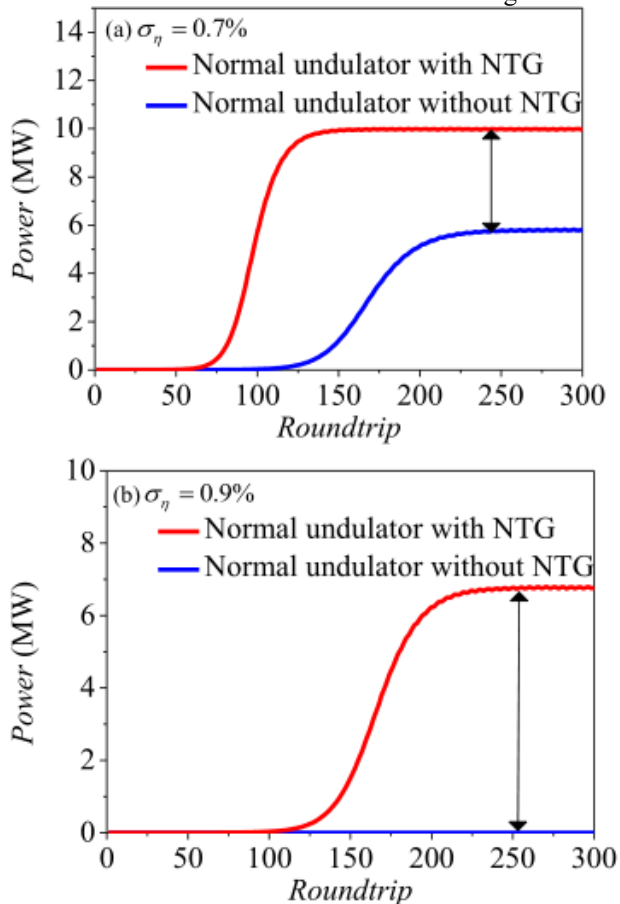 (a) σ_η = 0.7%
Normal undulator with NTG
Normal undulator without NTG
Power (MW)
15
12
10
8
6
4
2
0
0 50 100 150 200 250 300
Roundtrip
(b) σ_η = 0.9%
Normal undulator with NTG
Normal undulator without NTG
Power (MW)
10
8
6
4
2
0
0 50 100 150 200 250 300
Roundtrip